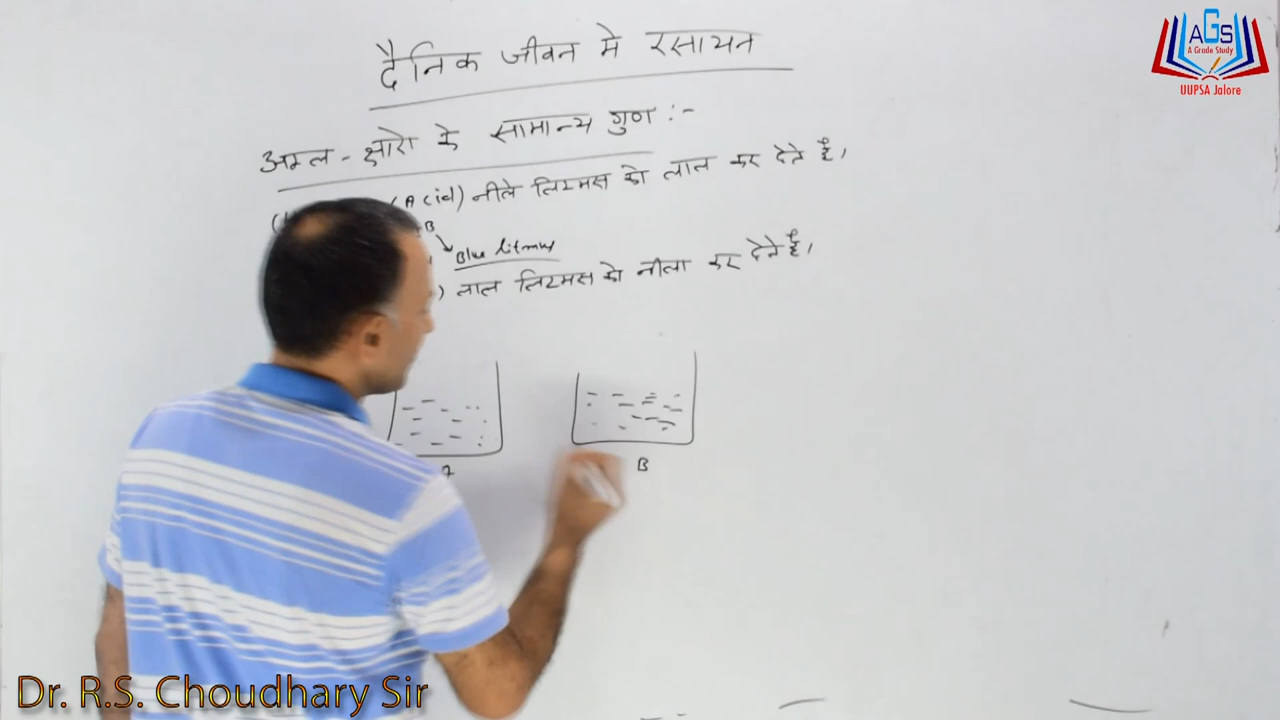 दैनिक जीवन मे रसायन
अम्ल - क्षारो के सामान्य गुण :-
(Acid) नीले लिटमस को लाल कर देते है।
B
Blue litmus
) लाल लिटमस को नीला कर देते है।
B
AGS
A Grade Study
UUPSA Jalore
Dr. R.S. Choudhary Sir